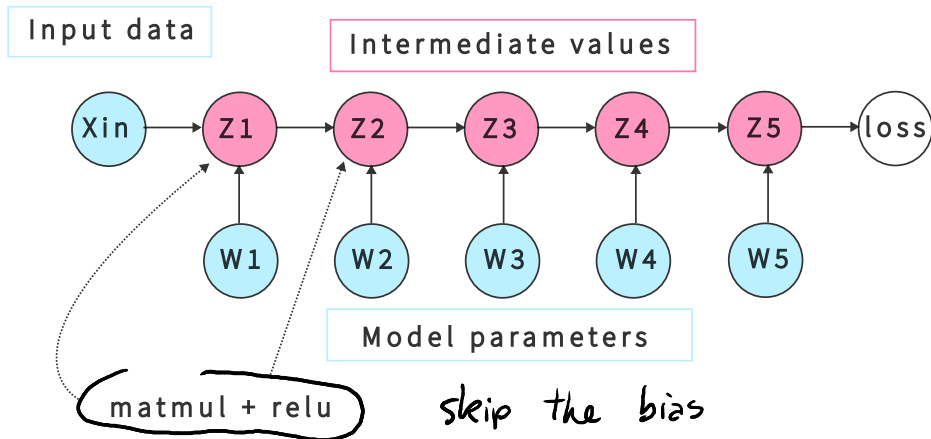 Input data
Intermediate values
Xin Z1 Z2 Z3 Z4 Z5 loss
W1 W2 W3 W4 W5
Model parameters
matmul + relu skip the bias